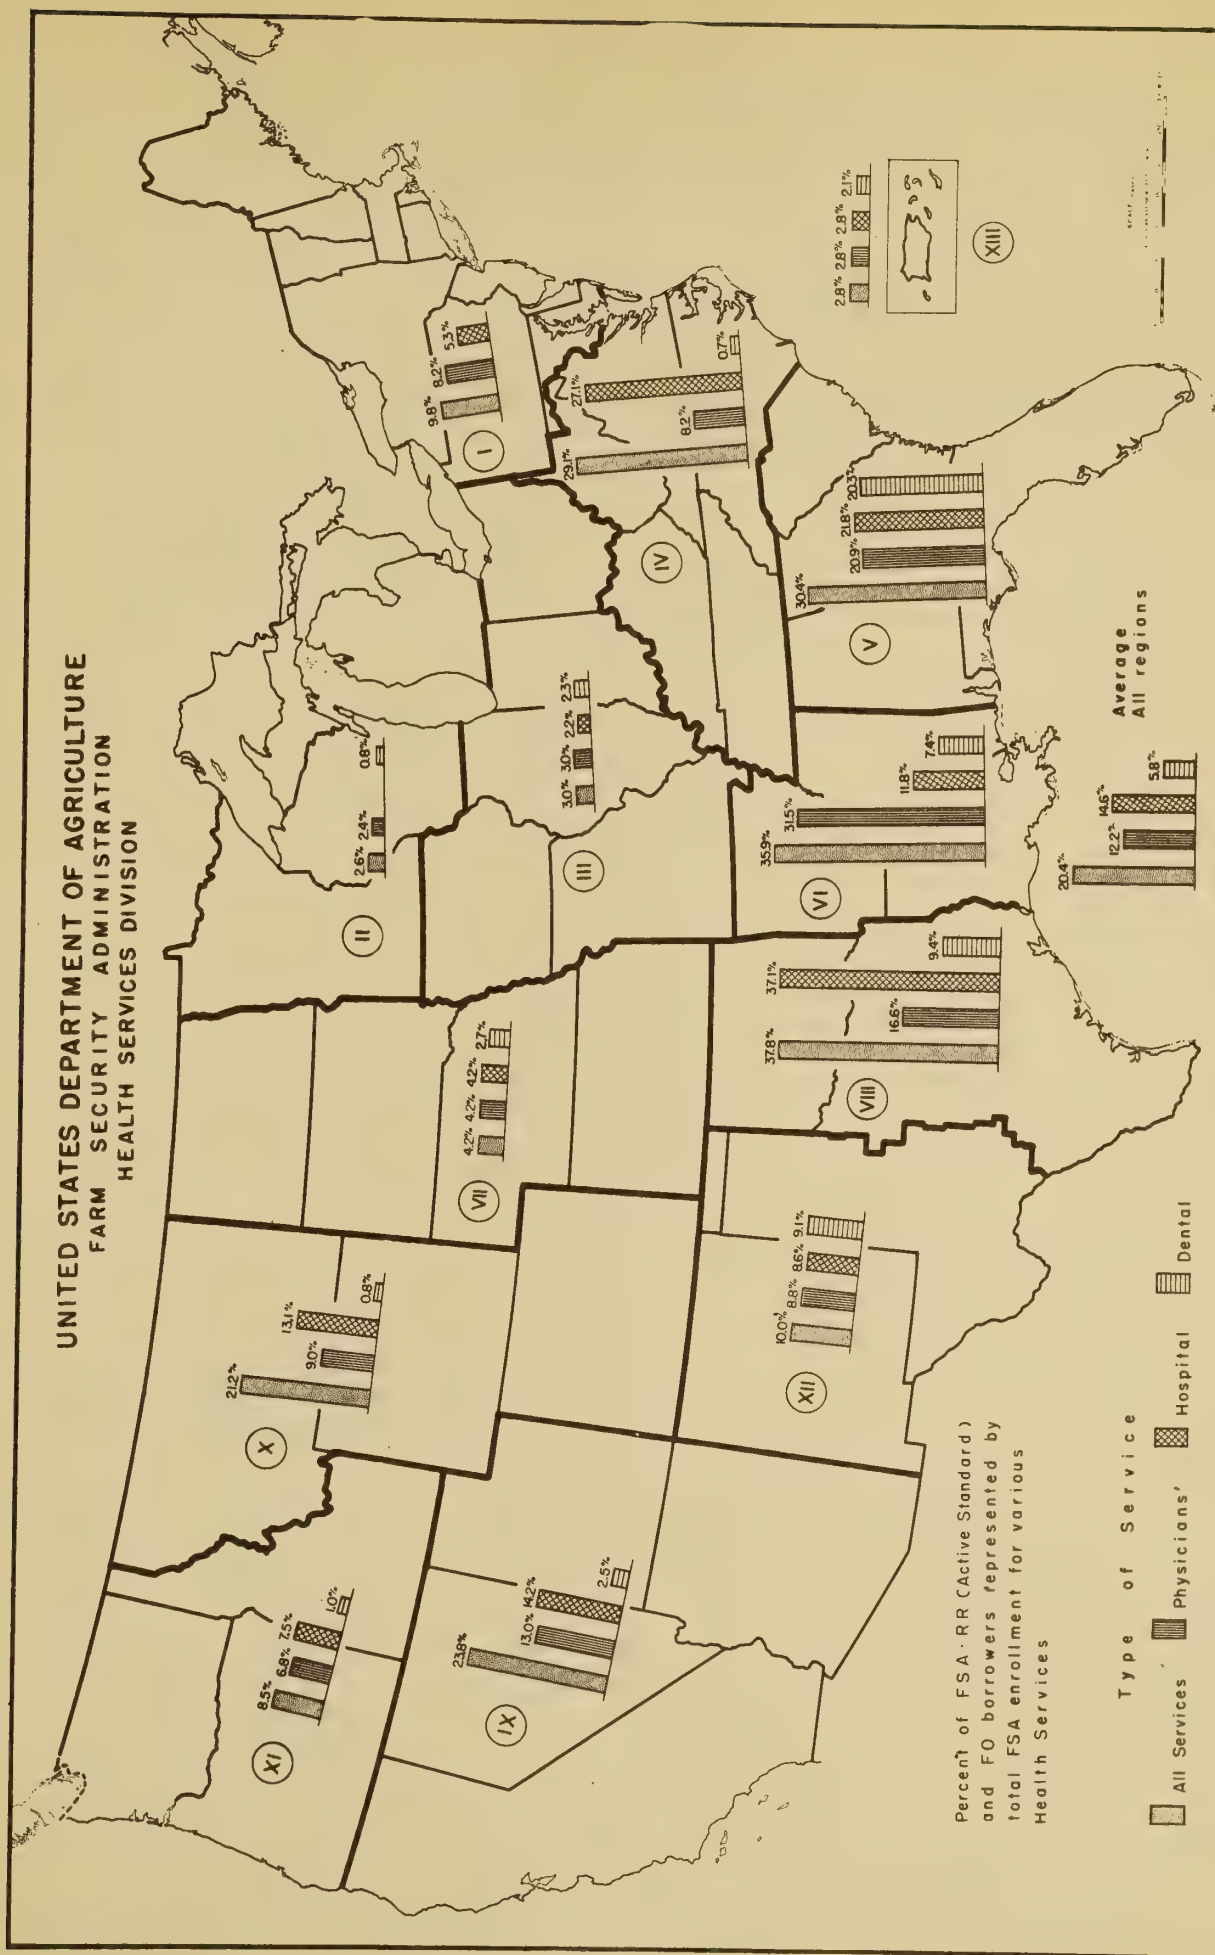 UNITED STATES DEPARTMENT OF AGRICULTURE
FARM SECURITY ADMINISTRATION
HEALTH SERVICES DIVISION
XI
8.5% 6.8% 7.5% 1.0%
X
21.2% 9.0% 13.1% 0.8%
IX
23.8% 13.0% 14.2% 2.5%
VII
4.2% 4.2% 4.2% 2.7%
XII
10.0% 8.8% 8.6% 9.1%
II
2.6% 2.4% 0.8%
III
3.0% 3.0% 2.2% 2.3%
I
9.8% 8.2% 5.3%
IV
29.1% 8.2% 27.1% 0.7%
V
30.4% 20.9% 21.8% 20.3%
VI
35.9% 31.5% 11.8% 7.4%
VIII
37.8% 16.6% 37.1% 9.4%
2.8% 2.8% 2.8% 2.1%
XIII
Average
All regions
20.4% 12.2% 14.6% 5.8%
Percent of FSA-RR (Active Standard)
and FO borrowers represented by
total FSA enrollment for various
Health Services
Type of Service
All Services Physicians' Hospital Dental
SCALE